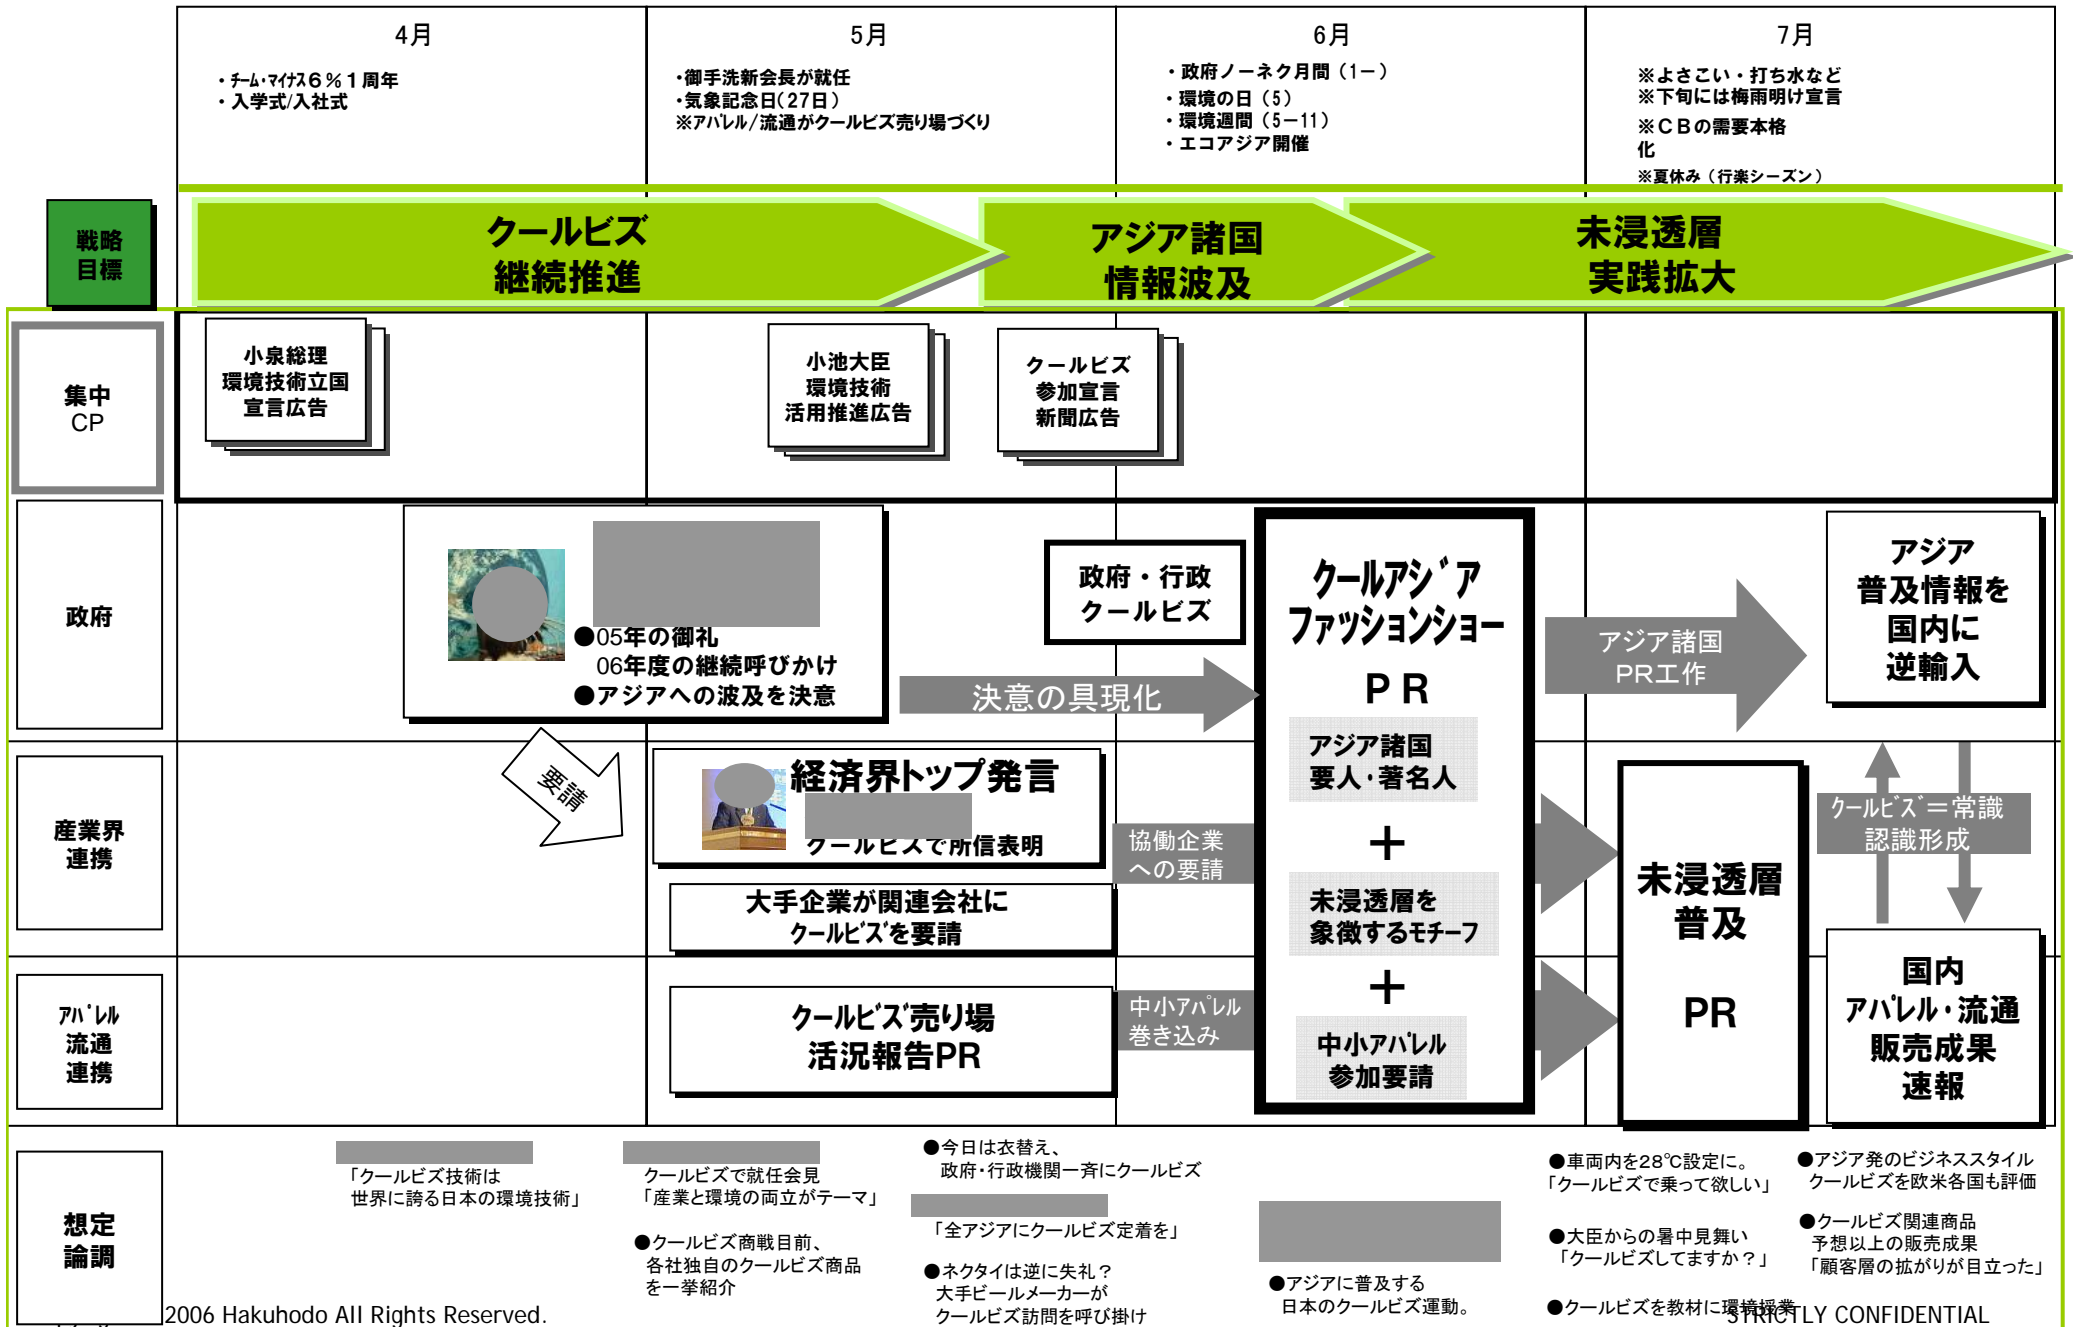 4月
・ﾁｰﾑ・ﾏｲﾅｽ６％１周年
・入学式/入社式
5月
・御手洗新会長が就任
・気象記念日(27日)
※ｱﾊﾟﾚﾙ/流通がクールビズ売り場づくり
6月
・政府ノーネク月間（1－）
・環境の日（5）
・環境週間（5－11）
・エコアジア開催
7月
※よさこい・打ち水など
※下旬には梅雨明け宣言
※ＣＢの需要本格
化
※夏休み（行楽シーズン）
戦略
目標
クールビズ
継続推進
アジア諸国
情報波及
未浸透層
実践拡大
集中
CP
小泉総理
環境技術立国
宣言広告
小池大臣
環境技術
活用推進広告
クールビズ
参加宣言
新聞広告
政府
●05年の御礼
06年度の継続呼びかけ
●アジアへの波及を決意
政府・行政
クールビズ
決意の具現化
クールアジア
ファッションショー
ＰＲ
アジア諸国
要人・著名人
＋
未浸透層を
象徴するモチーフ
＋
中小ｱﾊﾟﾚﾙ
参加要請
アジア諸国
PR工作
アジア
普及情報を
国内に
逆輸入
要請
産業界
連携
経済界トップ発言
クールビズで所信表明
大手企業が関連会社に
ｸｰﾙﾋﾞｽﾞを要請
協働企業
への要請
未浸透層
普及
PR
ｸｰﾙﾋﾞｽﾞ＝常識
認識形成
ｱﾊﾟﾚﾙ
流通
連携
クールビズ売り場
活況報告PR
中小ｱﾊﾟﾚﾙ
巻き込み
国内
アパレル・流通
販売成果
速報
想定
論調
「クールビズ技術は
世界に誇る日本の環境技術」
クールビズで就任会見
「産業と環境の両立がテーマ」
●クールビズ商戦目前、
各社独自のクールビズ商品
を一挙紹介
●今日は衣替え、
政府・行政機関一斉にクールビズ
「全アジアにクールビズ定着を」
●ネクタイは逆に失礼？
大手ビールメーカーが
クールビズ訪問を呼び掛け
●アジアに普及する
日本のクールビズ運動。
●車両内を28℃設定に。
「クールビズで乗って欲しい」
●大臣からの暑中見舞い
「クールビズしてますか？」
●クールビズを教材に環境授業
●アジア発のビジネススタイル
クールビズを欧米各国も評価
●クールビズ関連商品
予想以上の販売成果
「顧客層の拡がりが目立った」
2006 Hakuhodo All Rights Reserved.
STRICTLY CONFIDENTIAL